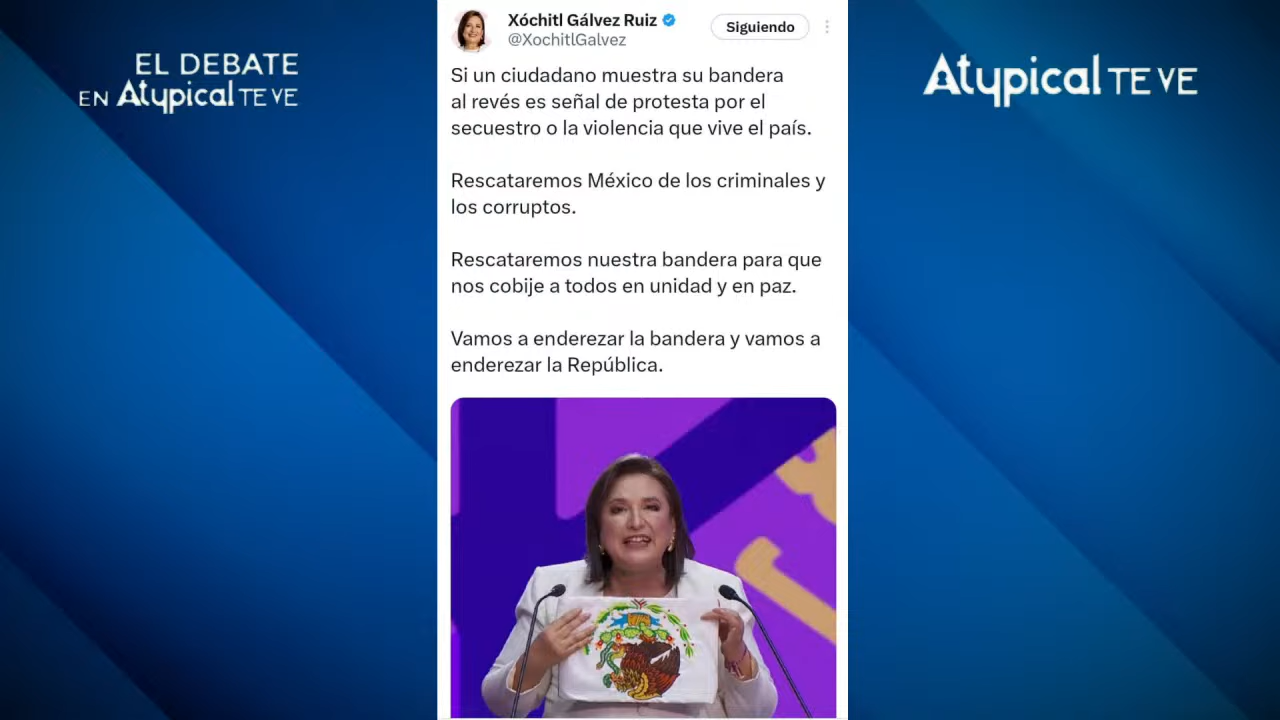 EL DEBATE
EN Atypical TE VE
Xóchitl Gálvez Ruiz
@XochitlGalvez
Siguiendo
Si un ciudadano muestra su bandera
al revés es señal de protesta por el
secuestro o la violencia que vive el país.
Rescataremos México de los criminales y
los corruptos.
Rescataremos nuestra bandera para que
nos cobije a todos en unidad y en paz.
Vamos a enderezar la bandera y vamos a
enderezar la República.
Atypical TE VE